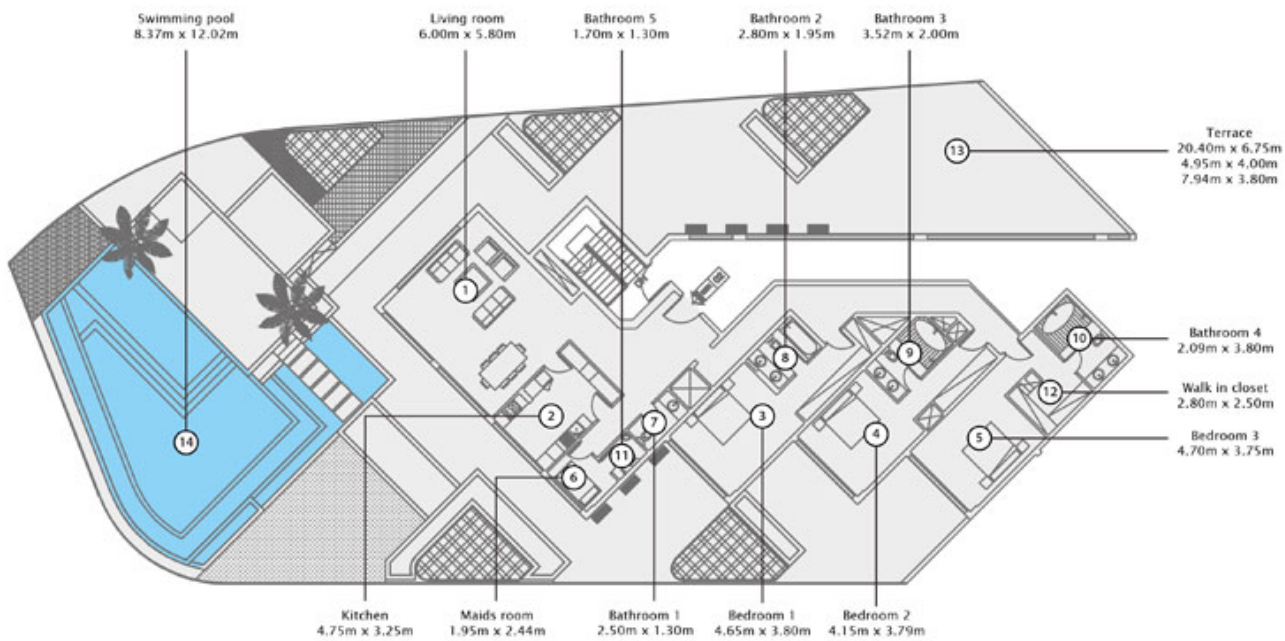 Swimming pool
8.37m x 12.02m
Living room
6.00m x 5.80m
Bathroom 5
1.70m x 1.30m
Bathroom 2
2.80m x 1.95m
Bathroom 3
3.52m x 2.00m
Terrace
20.40m x 6.75m
4.95m x 4.00m
7.94m x 3.80m
13
1
8
9
10
Bathroom 4
2.09m x 3.80m
12
Walk in closet
2.80m x 2.50m
2
3
7
4
5
Bedroom 3
4.70m x 3.75m
14
11
6
Kitchen
4.75m x 3.25m
Maids room
1.95m x 2.44m
Bathroom 1
2.50m x 1.30m
Bedroom 1
4.65m x 3.80m
Bedroom 2
4.15m x 3.79m